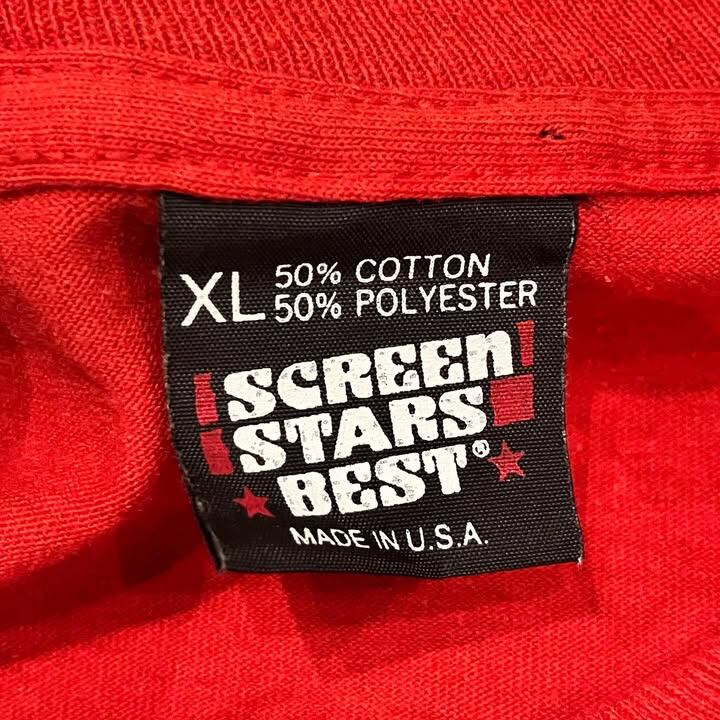 XL 50% COTTON
50% POLYESTER
SCREEN
STARS
BEST®
MADE IN U.S.A.